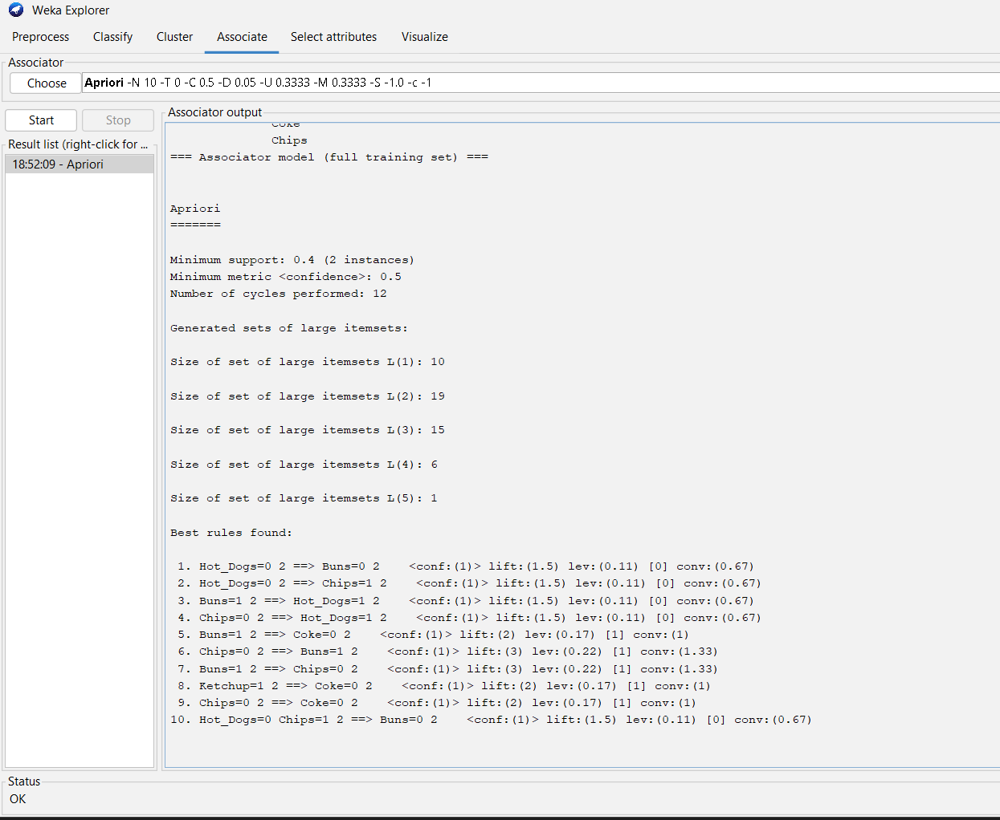 Weka Explorer
Preprocess Classify Cluster Associate Select attributes Visualize
Associator
Choose Apriori -N 10 -T 0 -C 0.5 -D 0.05 -U 0.3333 -M 0.3333 -S -1.0 -c -1
Start Stop
Associator output
Result list (right-click for ...
18:52:09 - Apriori
Coke
Chips
=== Associator model (full training set) ===
Apriori
=======
Minimum support: 0.4 (2 instances)
Minimum metric <confidence>: 0.5
Number of cycles performed: 12
Generated sets of large itemsets:
Size of set of large itemsets L(1): 10
Size of set of large itemsets L(2): 19
Size of set of large itemsets L(3): 15
Size of set of large itemsets L(4): 6
Size of set of large itemsets L(5): 1
Best rules found:
1. Hot_Dogs=0 2 ==> Buns=0 2 <conf:(1)> lift:(1.5) lev:(0.11) [0] conv:(0.67)
2. Hot_Dogs=0 2 ==> Chips=1 2 <conf:(1)> lift:(1.5) lev:(0.11) [0] conv:(0.67)
3. Buns=1 2 ==> Hot_Dogs=1 2 <conf:(1)> lift:(1.5) lev:(0.11) [0] conv:(0.67)
4. Chips=0 2 ==> Hot_Dogs=1 2 <conf:(1)> lift:(1.5) lev:(0.11) [0] conv:(0.67)
5. Buns=1 2 ==> Coke=0 2 <conf:(1)> lift:(2) lev:(0.17) [1] conv:(1)
6. Chips=0 2 ==> Buns=1 2 <conf:(1)> lift:(3) lev:(0.22) [1] conv:(1.33)
7. Buns=1 2 ==> Chips=0 2 <conf:(1)> lift:(3) lev:(0.22) [1] conv:(1.33)
8. Ketchup=1 2 ==> Coke=0 2 <conf:(1)> lift:(2) lev:(0.17) [1] conv:(1)
9. Chips=0 2 ==> Coke=0 2 <conf:(1)> lift:(2) lev:(0.17) [1] conv:(1)
10. Hot_Dogs=0 Chips=1 2 ==> Buns=0 2 <conf:(1)> lift:(1.5) lev:(0.11) [0] conv:(0.67)
Status
OK